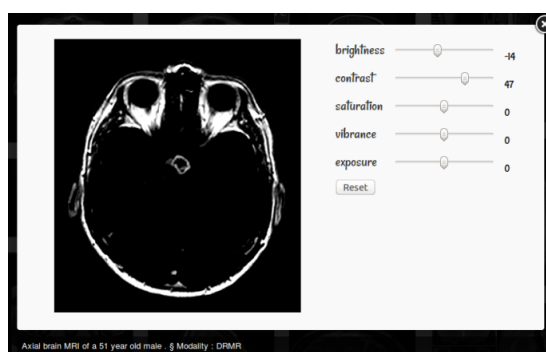 brightness -14
contrast 47
saturation 0
vibrance 0
exposure 0
Reset
Axial brain MRI of a 51 year old male . § Modality : DRMR